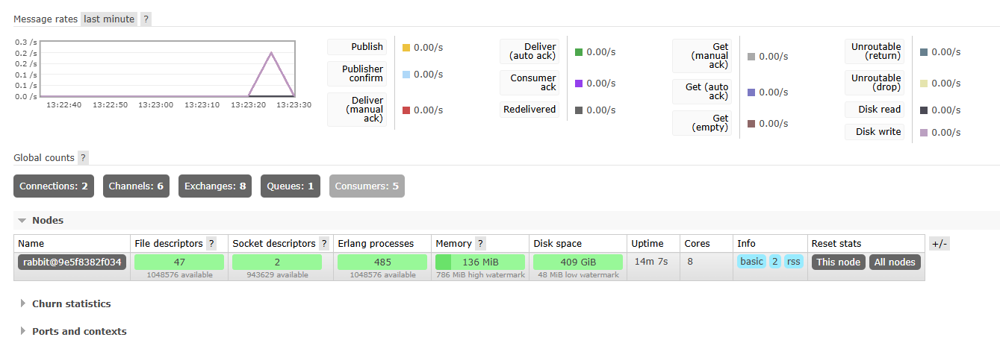 Message rates last minute ?
0.3 /s
0.2 /s
0.2 /s
0.1 /s
0.1 /s
0.0 /s
13:22:40 13:22:50 13:23:00 13:23:10 13:23:20 13:23:30
Publish 0.00/s
Publisher
confirm 0.00/s
Deliver
(manual
ack) 0.00/s
Deliver
(auto ack) 0.00/s
Consumer
ack 0.00/s
Redelivered 0.00/s
Get
(manual
ack) 0.00/s
Get (auto
ack) 0.00/s
Get
(empty) 0.00/s
Unroutable
(return) 0.00/s
Unroutable
(drop) 0.00/s
Disk read 0.00/s
Disk write 0.00/s
Global counts ?
Connections: 2 Channels: 6 Exchanges: 8 Queues: 1 Consumers: 5
Nodes
Name File descriptors ? Socket descriptors ? Erlang processes Memory ? Disk space Uptime Cores Info Reset stats +/-
rabbit@9e5f8382f034 47 2 485 136 MiB 409 GiB 14m 7s 8 basic 2 rss This node All nodes
1048576 available 943629 available 1048576 available 786 MiB high watermark 48 MiB low watermark
Churn statistics
Ports and contexts